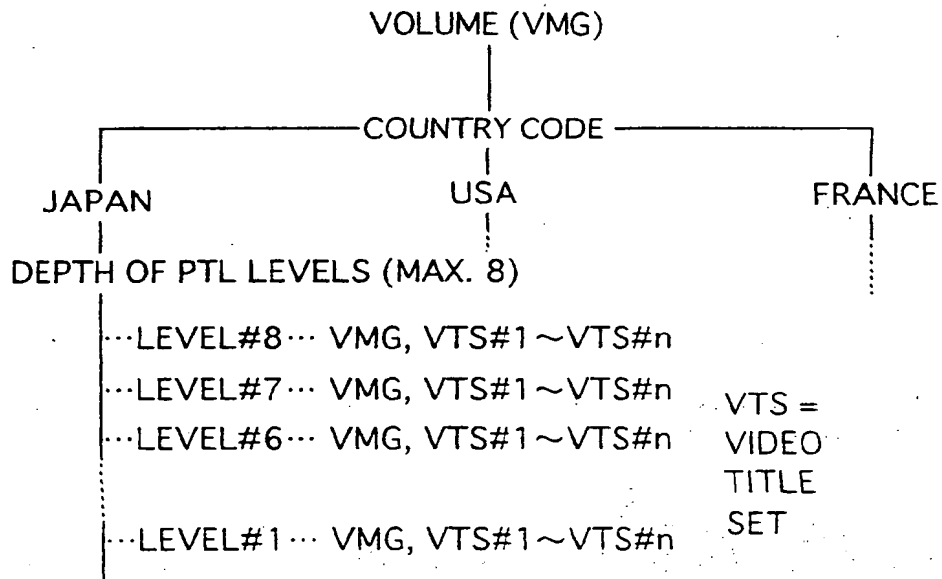 VOLUME (VMG)
COUNTRY CODE
JAPAN USA FRANCE
DEPTH OF PTL LEVELS (MAX. 8)
···LEVEL#8··· VMG, VTS#1~VTS#n
···LEVEL#7··· VMG, VTS#1~VTS#n
···LEVEL#6··· VMG, VTS#1~VTS#n
···LEVEL#1··· VMG, VTS#1~VTS#n
VTS =
VIDEO
TITLE
SET